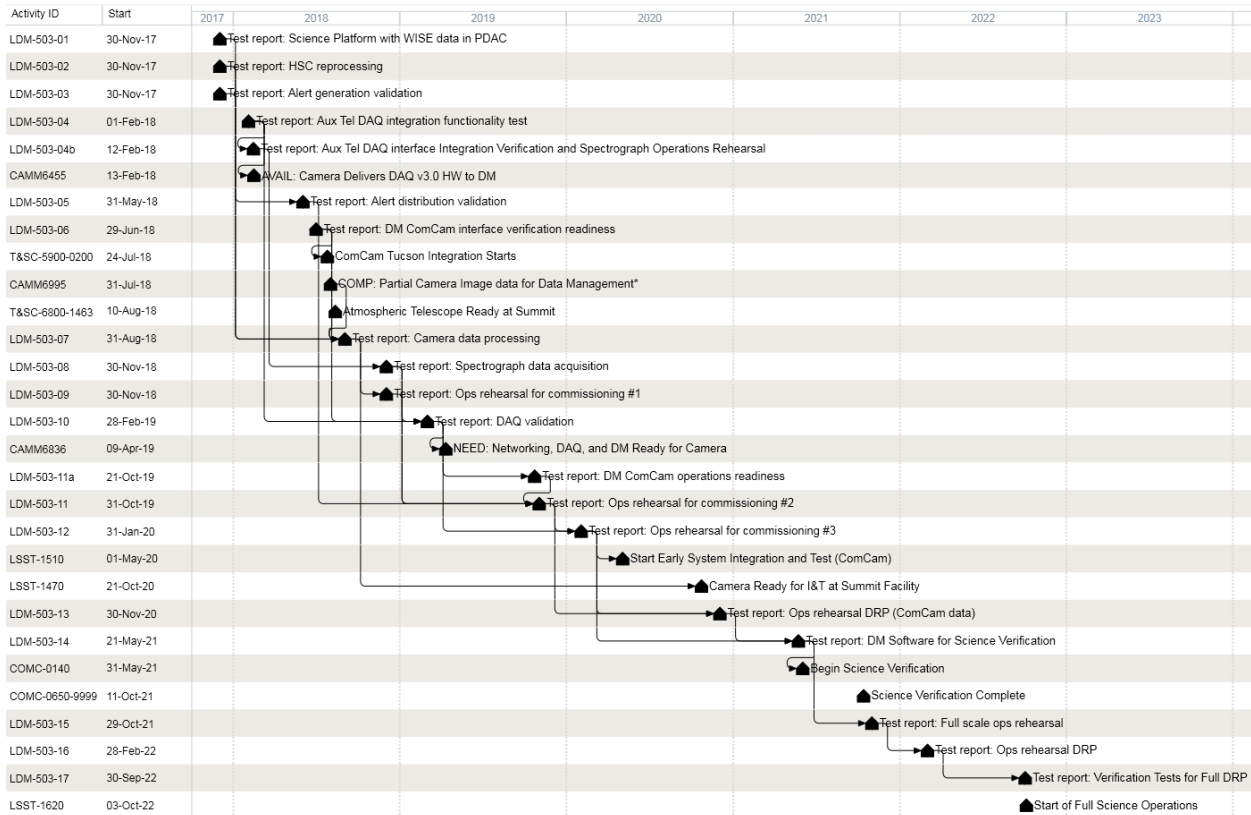 Activity ID Start 2017 2018 2019 2020 2021 2022 2023
LDM-503-01 30-Nov-17 Test report: Science Platform with WISE data in PDAC
LDM-503-02 30-Nov-17 Test report: HSC reprocessing
LDM-503-03 30-Nov-17 Test report: Alert generation validation
LDM-503-04 01-Feb-18 Test report: Aux Tel DAQ integration functionality test
LDM-503-04b 12-Feb-18 Test report: Aux Tel DAQ interface Integration Verification and Spectrograph Operations Rehearsal
CAMM6455 13-Feb-18 AVAIL: Camera Delivers DAQ v3.0 HW to DM
LDM-503-05 31-May-18 Test report: Alert distribution validation
LDM-503-06 29-Jun-18 Test report: DM ComCam interface verification readiness
T&SC-5900-0200 24-Jul-18 ComCam Tucson Integration Starts
CAMM6995 31-Jul-18 COMP: Partial Camera Image data for Data Management*
T&SC-6800-1463 10-Aug-18 Atmospheric Telescope Ready at Summit
LDM-503-07 31-Aug-18 Test report: Camera data processing
LDM-503-08 30-Nov-18 Test report: Spectrograph data acquisition
LDM-503-09 30-Nov-18 Test report: Ops rehearsal for commissioning #1
LDM-503-10 28-Feb-19 Test report: DAQ validation
CAMM6836 09-Apr-19 NEED: Networking, DAQ, and DM Ready for Camera
LDM-503-11a 21-Oct-19 Test report: DM ComCam operations readiness
LDM-503-11 31-Oct-19 Test report: Ops rehearsal for commissioning #2
LDM-503-12 31-Jan-20 Test report: Ops rehearsal for commissioning #3
LSST-1510 01-May-20 Start Early System Integration and Test (ComCam)
LSST-1470 21-Oct-20 Camera Ready for I&T at Summit Facility
LDM-503-13 30-Nov-20 Test report: Ops rehearsal DRP (ComCam data)
LDM-503-14 21-May-21 Test report: DM Software for Science Verification
COMC-0140 31-May-21 Begin Science Verification
COMC-0650-9999 11-Oct-21 Science Verification Complete
LDM-503-15 29-Oct-21 Test report: Full scale ops rehearsal
LDM-503-16 28-Feb-22 Test report: Ops rehearsal DRP
LDM-503-17 30-Sep-22 Test report: Verification Tests for Full DRP
LSST-1620 03-Oct-22 Start of Full Science Operations